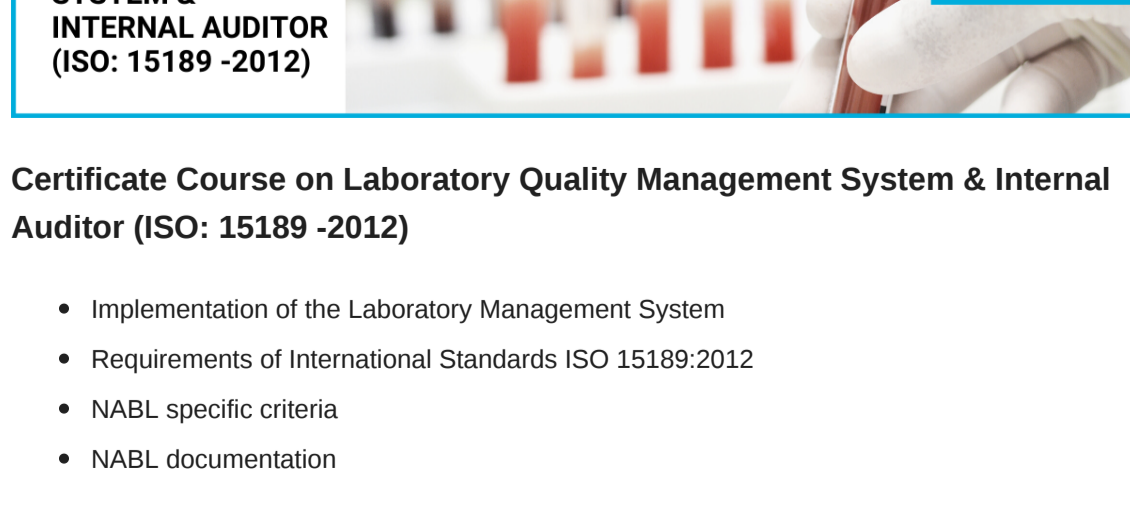 SYSTEM &
INTERNAL AUDITOR
(ISO: 15189 -2012)
Certificate Course on Laboratory Quality Management System & Internal
Auditor (ISO: 15189 -2012)
Implementation of the Laboratory Management System
Requirements of International Standards ISO 15189:2012
NABL specific criteria
NABL documentation